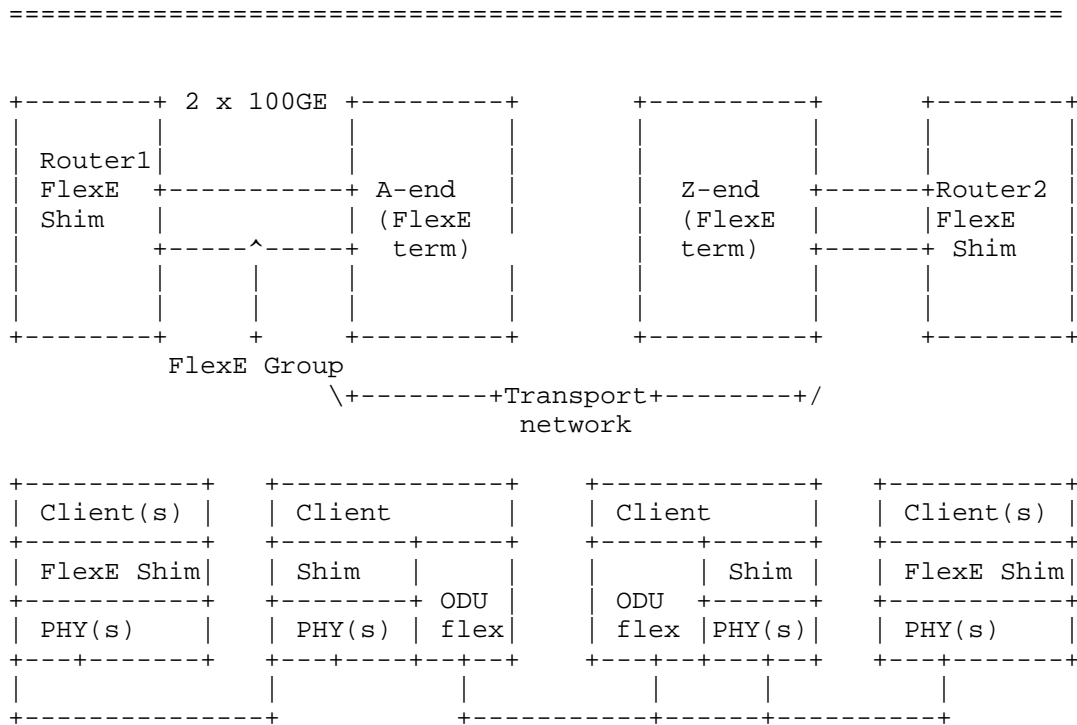 ======================================================================
+--------+ 2 x 100GE +---------+ +----------+ +--------+
| | | | | | | |
| Router1| | | | | | |
| FlexE +-----------+ A-end | | Z-end +------+Router2 |
| Shim | | (FlexE | | (FlexE | |FlexE |
| +-----^-----+ term) | term) +------+ Shim |
| | | | | | | | |
| | | | | | | | |
+--------+ + +---------+ +----------+ +--------+
FlexE Group
\+--------+Transport+--------+/
network
+-----------+ +--------------+ +-------------+ +-----------+
| Client(s) | | Client | | Client | | Client(s) |
+-----------+ +--------+-----+ +------+------+ +-----------+
| FlexE Shim| | Shim | | | | Shim | | FlexE Shim|
+-----------+ +--------+ ODU | | ODU +------+ +-----------+
| PHY(s) | | PHY(s) | flex| | flex |PHY(s)| | PHY(s) |
+---+-------+ +---+----+--+--+ +---+--+---+--+ +---+-------+
| | | | | |
+---------------+ +-----------+------+----------+